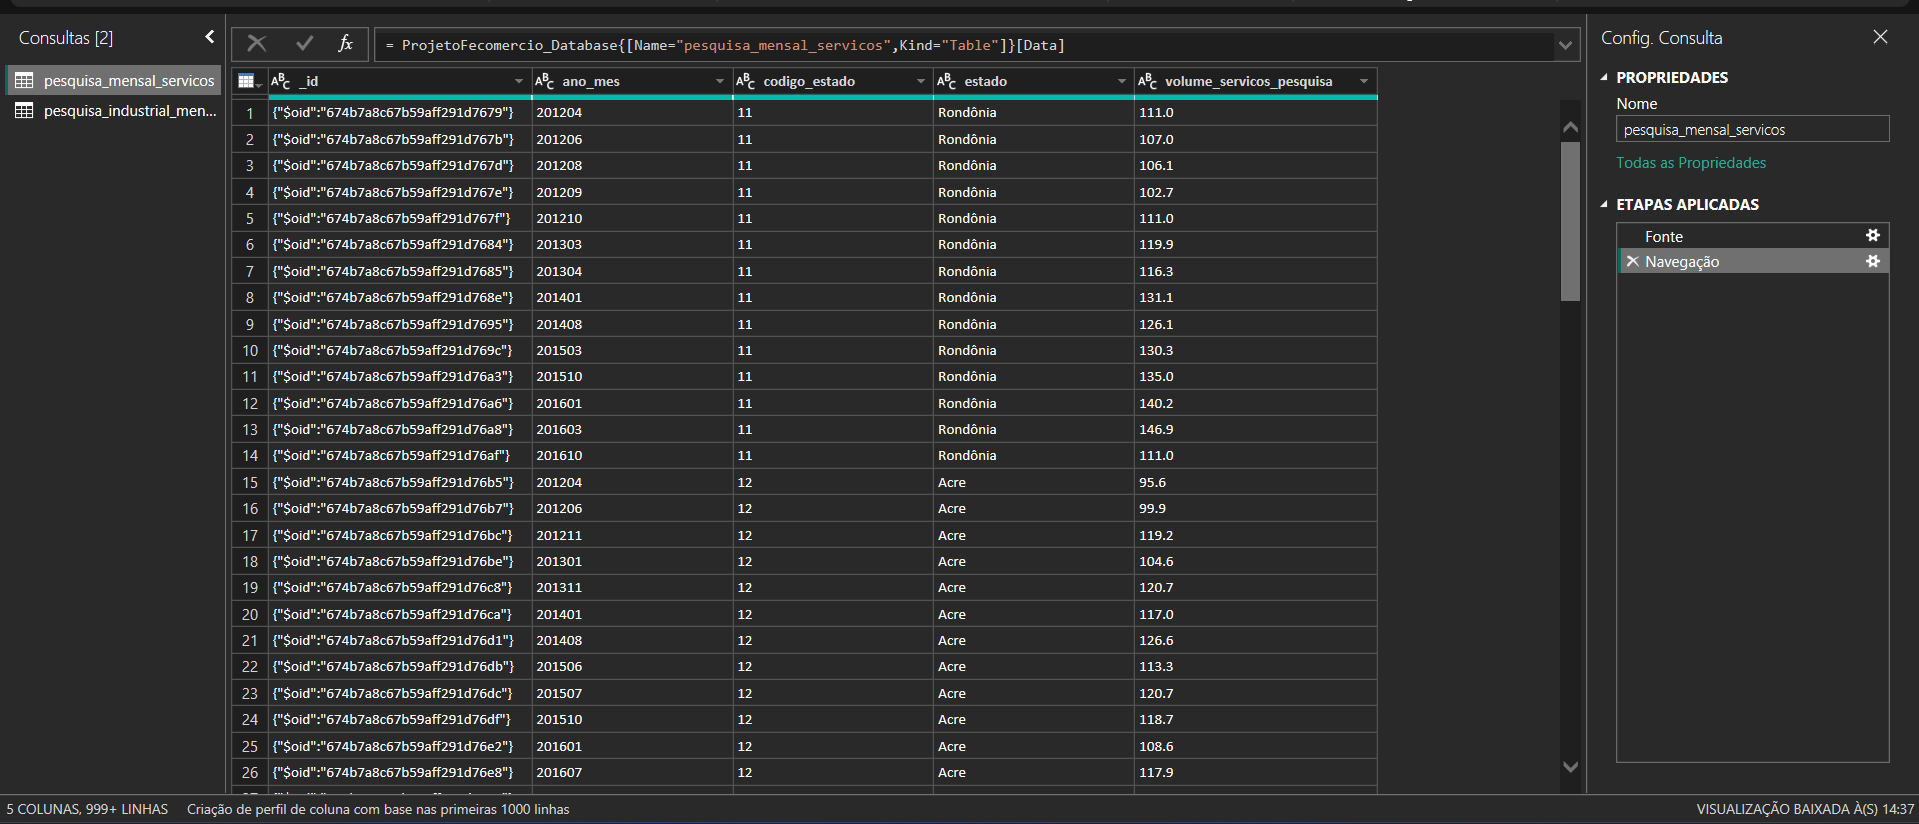 Consultas [2]
pesquisa_mensal_servicos
pesquisa_industrial_men...
fx
= ProjetoFecomercio_Database{[Name="pesquisa_mensal_servicos",Kind="Table"]}[Data]
ABC _id ABC ano_mes ABC codigo_estado ABC estado ABC volume_servicos_pesquisa
1 {"$oid":"674b7a8c67b59aff291d7679"} 201204 11 Rondônia 111.0
2 {"$oid":"674b7a8c67b59aff291d767b"} 201206 11 Rondônia 107.0
3 {"$oid":"674b7a8c67b59aff291d767d"} 201208 11 Rondônia 106.1
4 {"$oid":"674b7a8c67b59aff291d767e"} 201209 11 Rondônia 102.7
5 {"$oid":"674b7a8c67b59aff291d767f"} 201210 11 Rondônia 111.0
6 {"$oid":"674b7a8c67b59aff291d7684"} 201303 11 Rondônia 119.9
7 {"$oid":"674b7a8c67b59aff291d7685"} 201304 11 Rondônia 116.3
8 {"$oid":"674b7a8c67b59aff291d768e"} 201401 11 Rondônia 131.1
9 {"$oid":"674b7a8c67b59aff291d7695"} 201408 11 Rondônia 126.1
10 {"$oid":"674b7a8c67b59aff291d769c"} 201503 11 Rondônia 130.3
11 {"$oid":"674b7a8c67b59aff291d76a3"} 201510 11 Rondônia 135.0
12 {"$oid":"674b7a8c67b59aff291d76a6"} 201601 11 Rondônia 140.2
13 {"$oid":"674b7a8c67b59aff291d76a8"} 201603 11 Rondônia 146.9
14 {"$oid":"674b7a8c67b59aff291d76af"} 201610 11 Rondônia 111.0
15 {"$oid":"674b7a8c67b59aff291d76b5"} 201204 12 Acre 95.6
16 {"$oid":"674b7a8c67b59aff291d76b7"} 201206 12 Acre 99.9
17 {"$oid":"674b7a8c67b59aff291d76bc"} 201211 12 Acre 119.2
18 {"$oid":"674b7a8c67b59aff291d76be"} 201301 12 Acre 104.6
19 {"$oid":"674b7a8c67b59aff291d76c8"} 201311 12 Acre 120.7
20 {"$oid":"674b7a8c67b59aff291d76ca"} 201401 12 Acre 117.0
21 {"$oid":"674b7a8c67b59aff291d76d1"} 201408 12 Acre 126.6
22 {"$oid":"674b7a8c67b59aff291d76db"} 201506 12 Acre 113.3
23 {"$oid":"674b7a8c67b59aff291d76dc"} 201507 12 Acre 120.7
24 {"$oid":"674b7a8c67b59aff291d76df"} 201510 12 Acre 118.7
25 {"$oid":"674b7a8c67b59aff291d76e2"} 201601 12 Acre 108.6
26 {"$oid":"674b7a8c67b59aff291d76e8"} 201607 12 Acre 117.9
Config. Consulta
PROPRIEDADES
Nome
pesquisa_mensal_servicos
Todas as Propriedades
ETAPAS APLICADAS
Fonte
Navegação
5 COLUNAS, 999+ LINHAS Criação de perfil de coluna com base nas primeiras 1000 linhas
VISUALIZAÇÃO BAIXADA À(S) 14:37